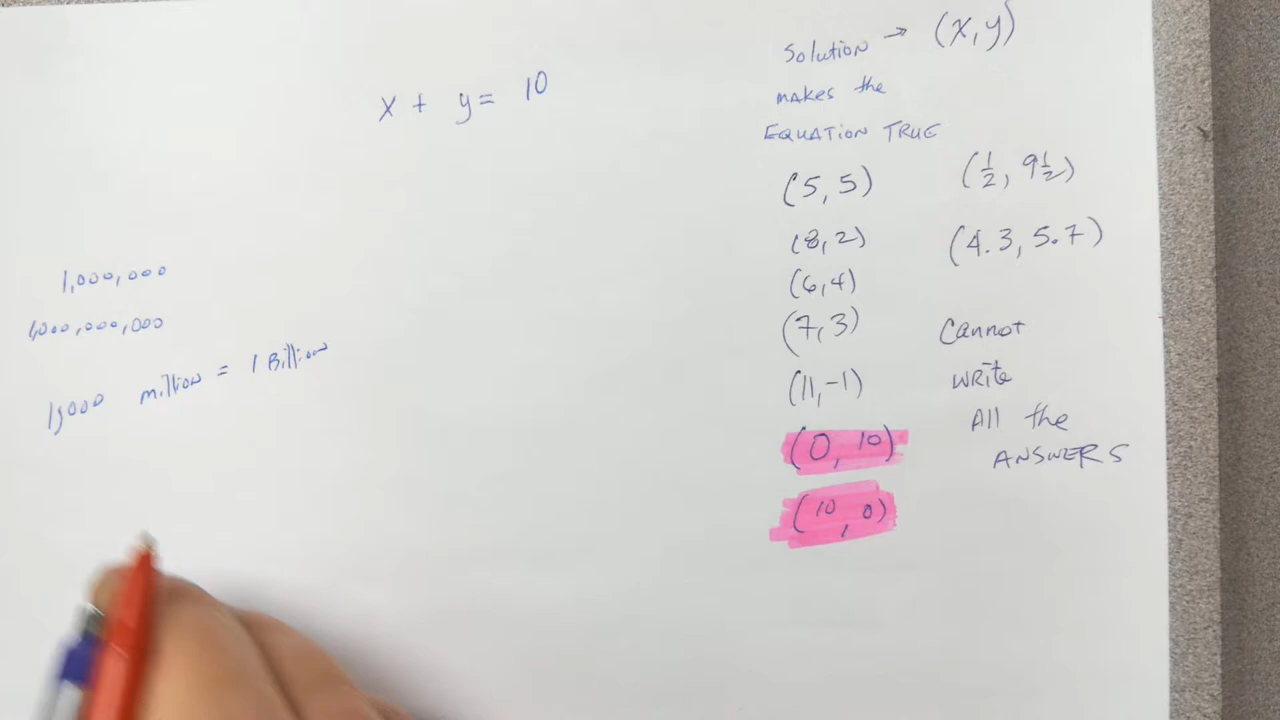 x + y = 10
1,000,000
1,000,000,000
1,000 million = 1 Billion
Solution → (x,y)
makes the
EQUATION TRUE
(5, 5)
(8,2)
(6,4)
(7,3)
(11,-1)
(0, 10)
(10, 0)
(1/2, 9 1/2)
(4.3, 5.7)
Cannot
write
All the
ANSWERS